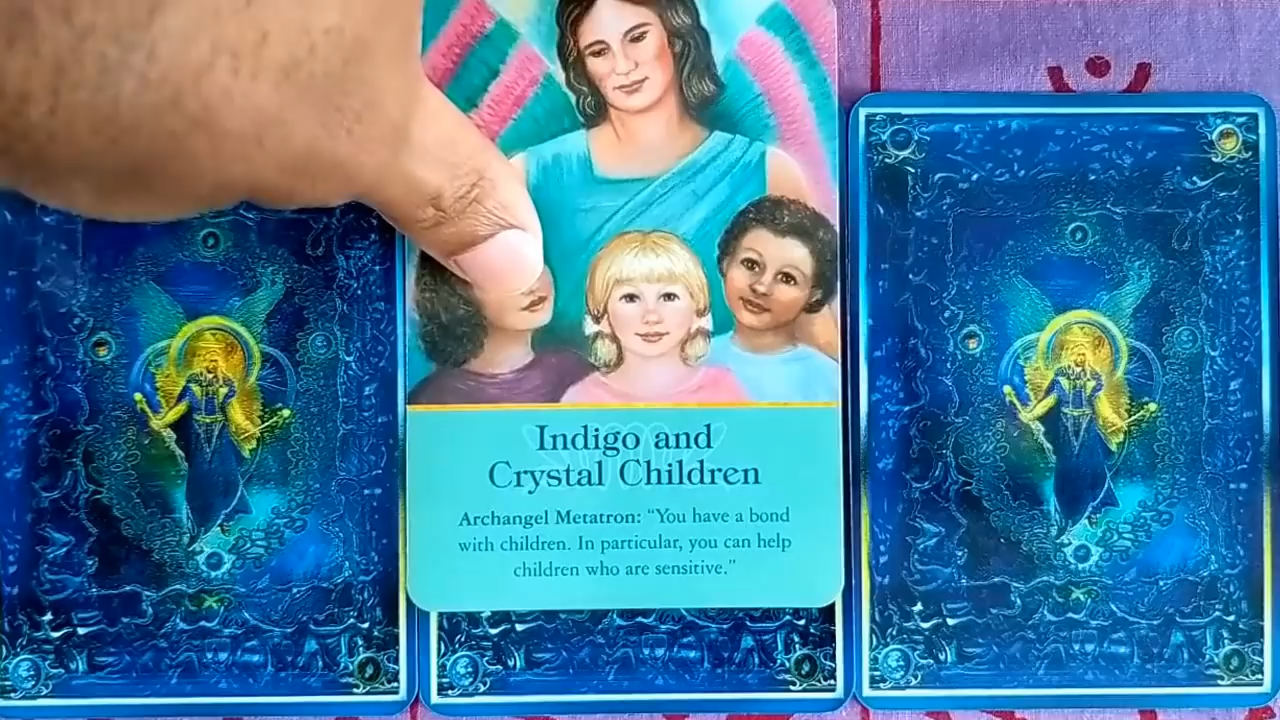 Indigo and
Crystal Children
Archangel Metatron: “You have a bond
with children. In particular, you can help
children who are sensitive.”